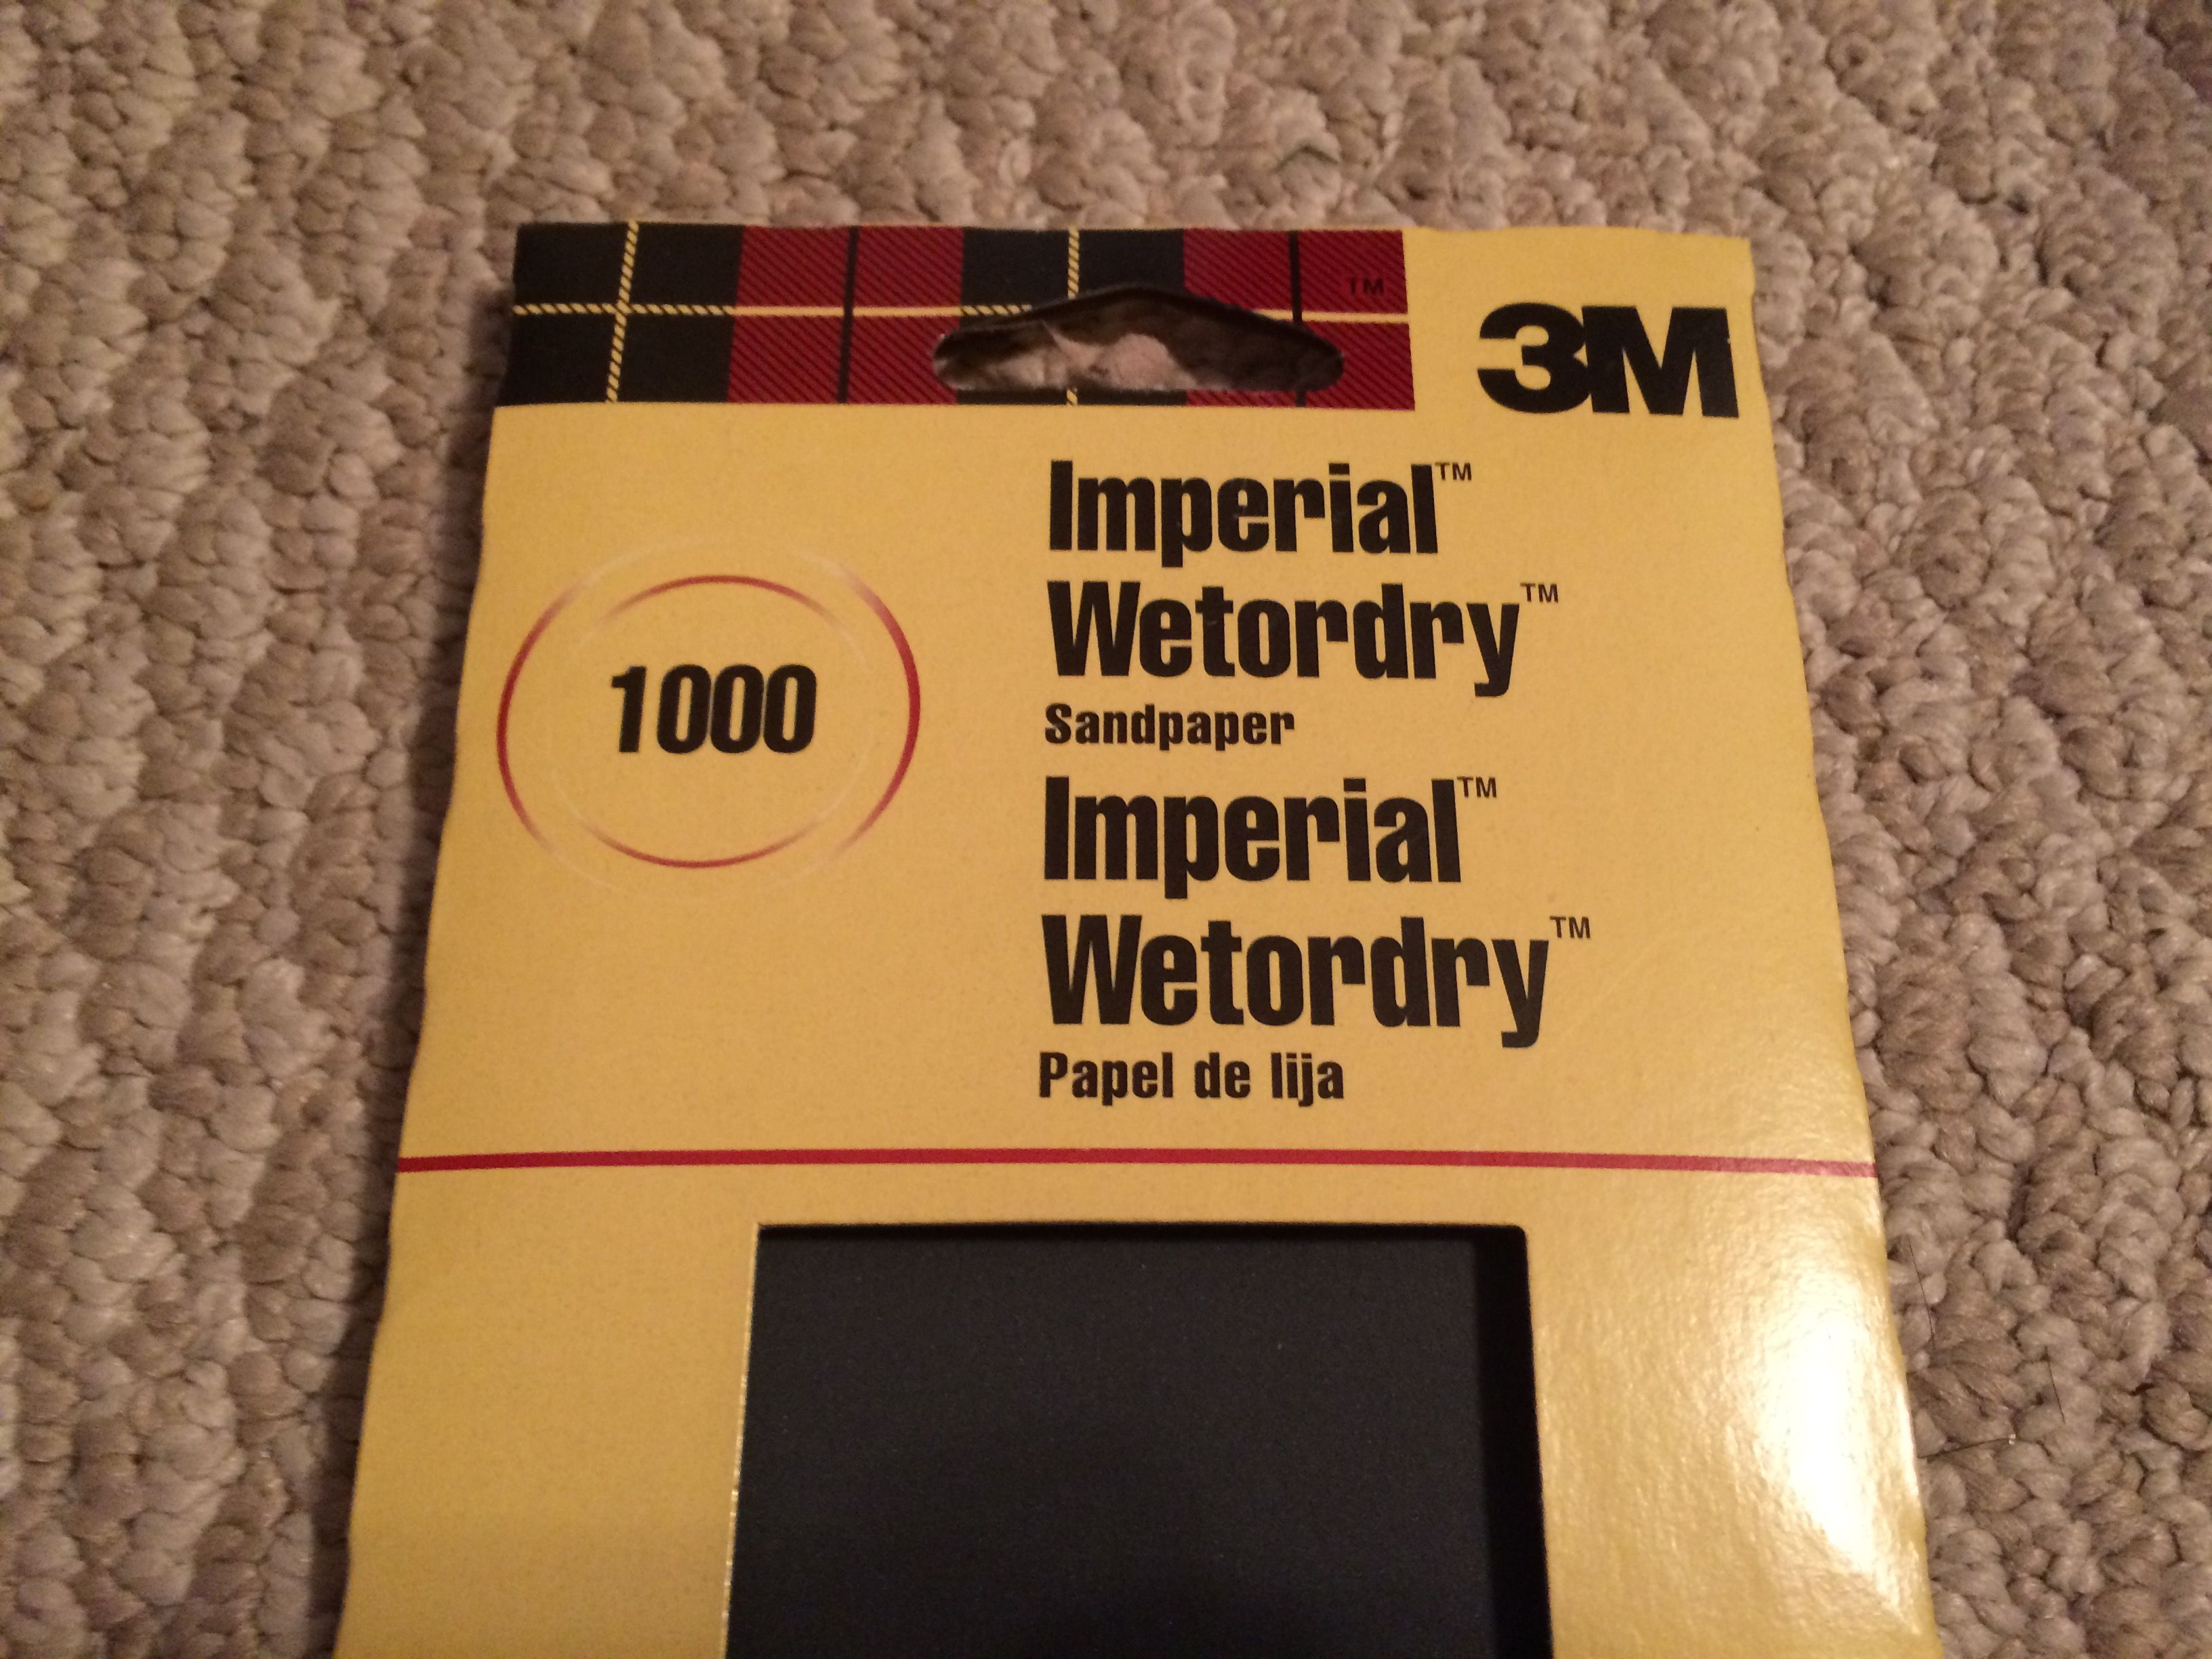 TM
3M
1000
Imperial™
Wetordry™
Sandpaper
Imperial™
Wetordry™
Papel de lija